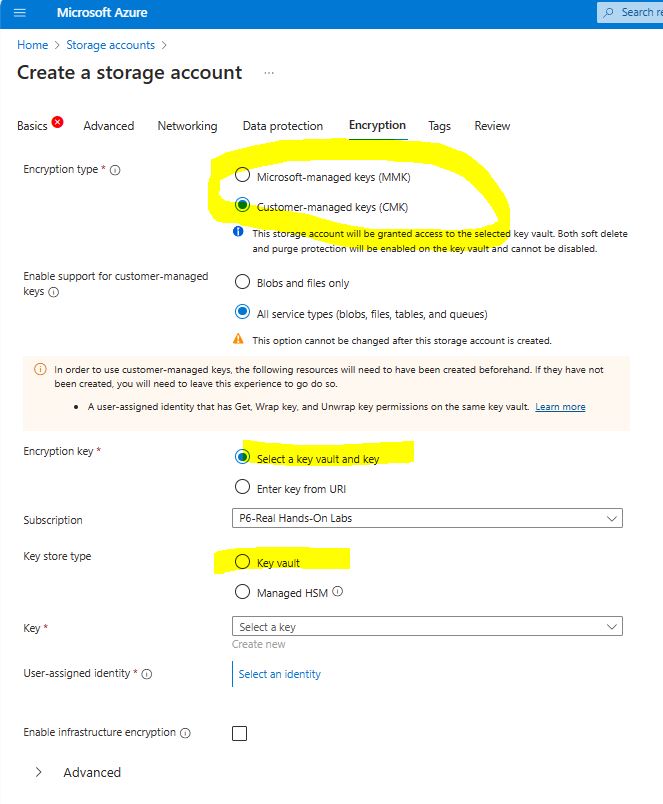 Microsoft Azure
Search re
Home > Storage accounts >
Create a storage account ...
Basics Advanced Networking Data protection Encryption Tags Review
Encryption type *
Microsoft-managed keys (MMK)
Customer-managed keys (CMK)
This storage account will be granted access to the selected key vault. Both soft delete
and purge protection will be enabled on the key vault and cannot be disabled.
Enable support for customer-managed
keys
Blobs and files only
All service types (blobs, files, tables, and queues)
This option cannot be changed after this storage account is created.
In order to use customer-managed keys, the following resources will need to have been created beforehand. If they have not
been created, you will need to leave this experience to go do so.
• A user-assigned identity that has Get, Wrap key, and Unwrap key permissions on the same key vault. Learn more
Encryption key *
Select a key vault and key
Enter key from URI
Subscription
P6-Real Hands-On Labs
Key store type
Key vault
Managed HSM
Key *
Select a key
Create new
User-assigned identity *
Select an identity
Enable infrastructure encryption
Advanced